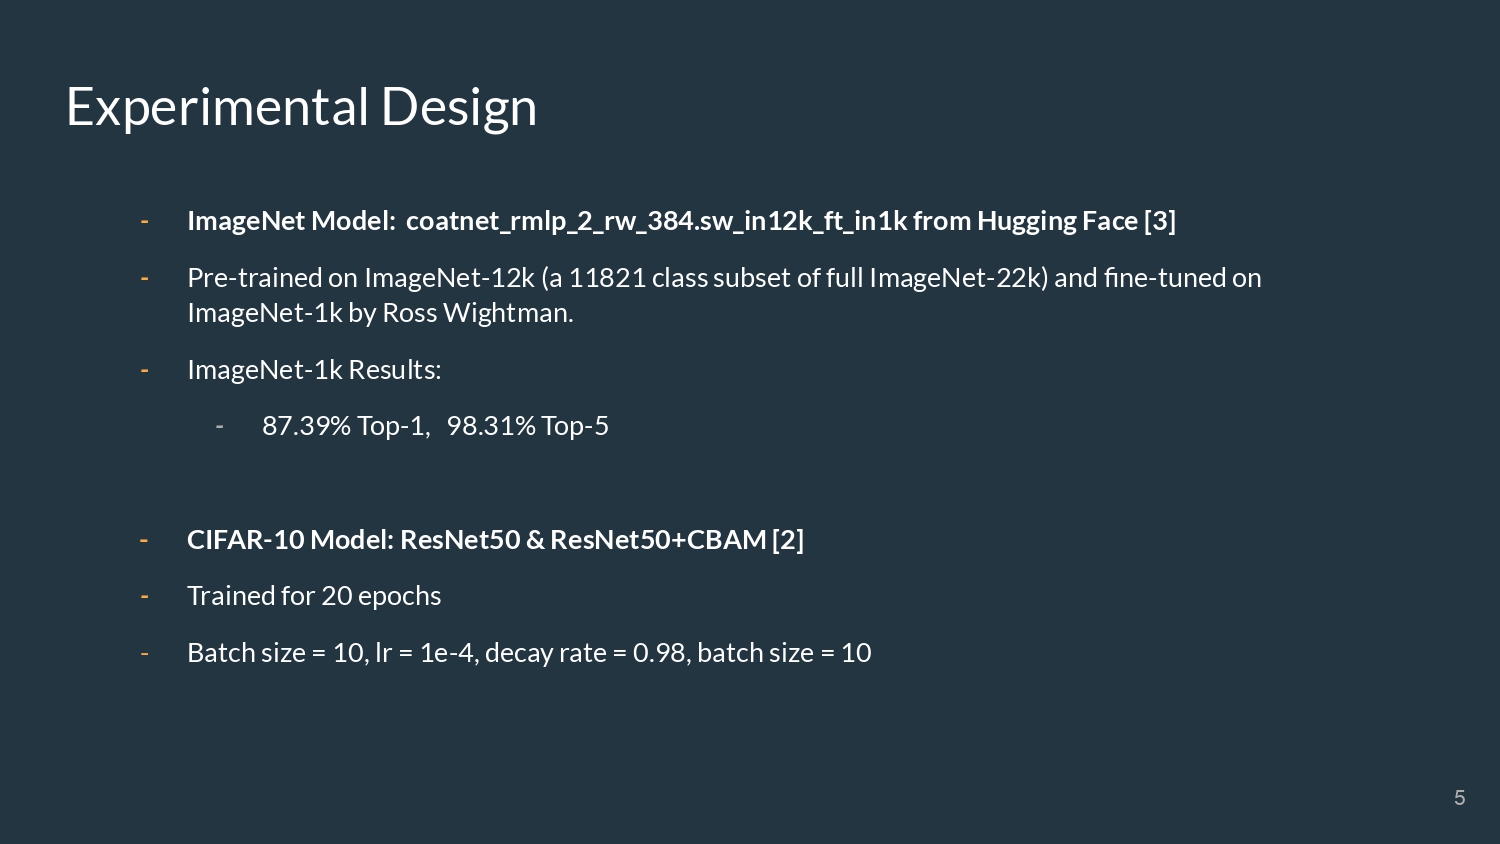 Experimental Design
- ImageNet Model: coatnet_rmlp_2_rw_384.sw_in12k_ft_in1k from Hugging Face [3]
- Pre-trained on ImageNet-12k (a 11821 class subset of full ImageNet-22k) and fine-tuned on
ImageNet-1k by Ross Wightman.
- ImageNet-1k Results:
- 87.39% Top-1, 98.31% Top-5
- CIFAR-10 Model: ResNet50 & ResNet50+CBAM [2]
- Trained for 20 epochs
- Batch size = 10, lr = 1e-4, decay rate = 0.98, batch size = 10
5